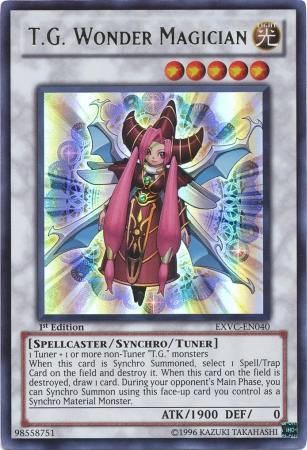 T.G. Wonder Magician
LIGHT
光
EXVC-EN040
1st Edition
[SPELLCASTER/SYNCHRO/TUNER]
1 Tuner + 1 or more non-Tuner "T.G." monsters
When this card is Synchro Summoned, select 1 Spell/Trap
Card on the field and destroy it. When this card on the field is
destroyed, draw 1 card. During your opponent's Main Phase, you
can Synchro Summon using this face-up card you control as a
Synchro Material Monster.
ATK/1900 DEF/ 0
98558751
©1996 KAZUKI TAKAHASHI